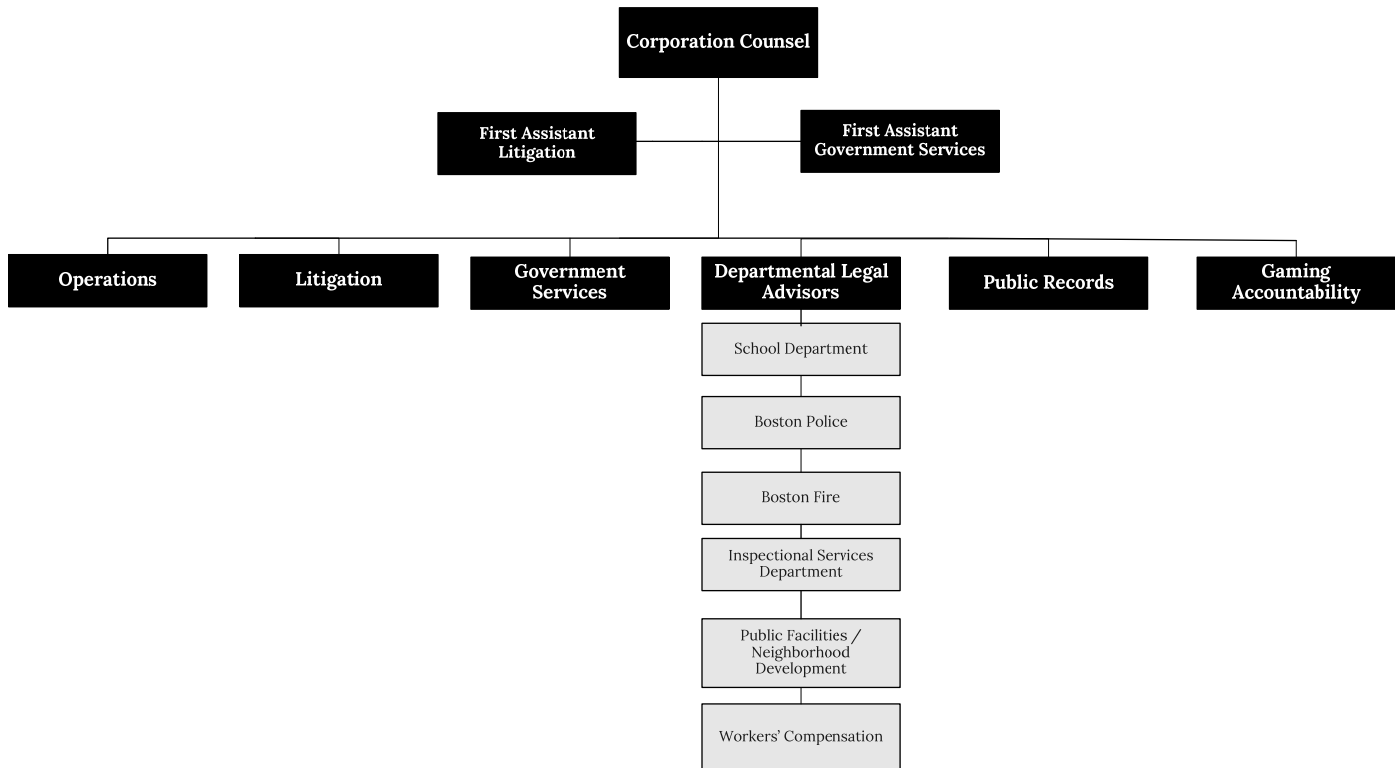 Corporation Counsel
First Assistant
Litigation
First Assistant
Government Services
Operations
Litigation
Government
Services
Departmental Legal
Advisors
Public Records
Gaming
Accountability
School Department
Boston Police
Boston Fire
Inspectional Services
Department
Public Facilities /
Neighborhood
Development
Workers’ Compensation